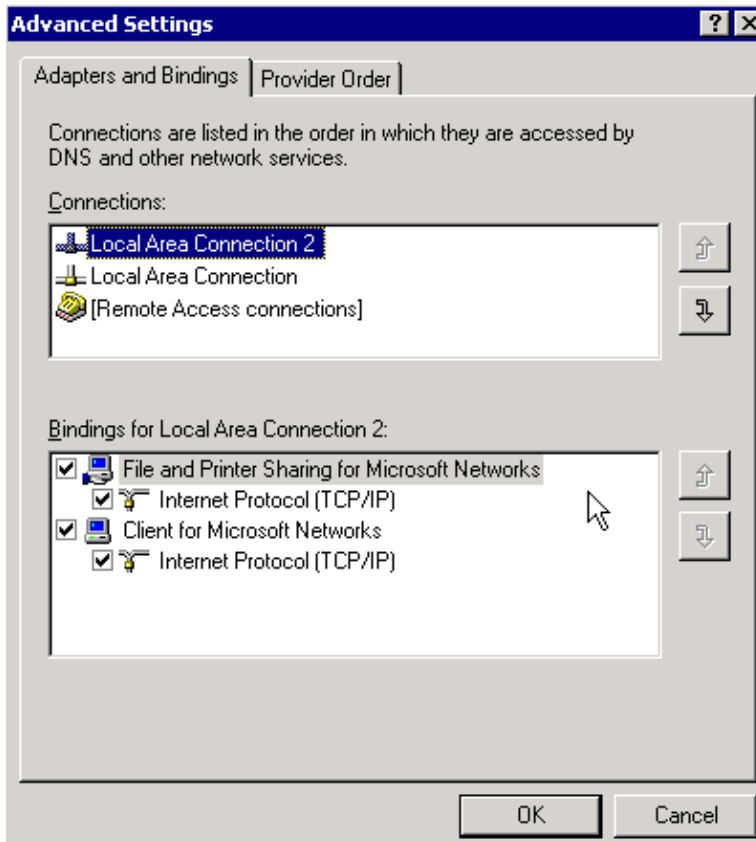 Advanced Settings
Adapters and Bindings
Provider Order
Connections are listed in the order in which they are accessed by
DNS and other network services.
Connections:
Local Area Connection 2
Local Area Connection
[Remote Access connections]
Bindings for Local Area Connection 2:
File and Printer Sharing for Microsoft Networks
Internet Protocol (TCP/IP)
Client for Microsoft Networks
Internet Protocol (TCP/IP)
OK
Cancel